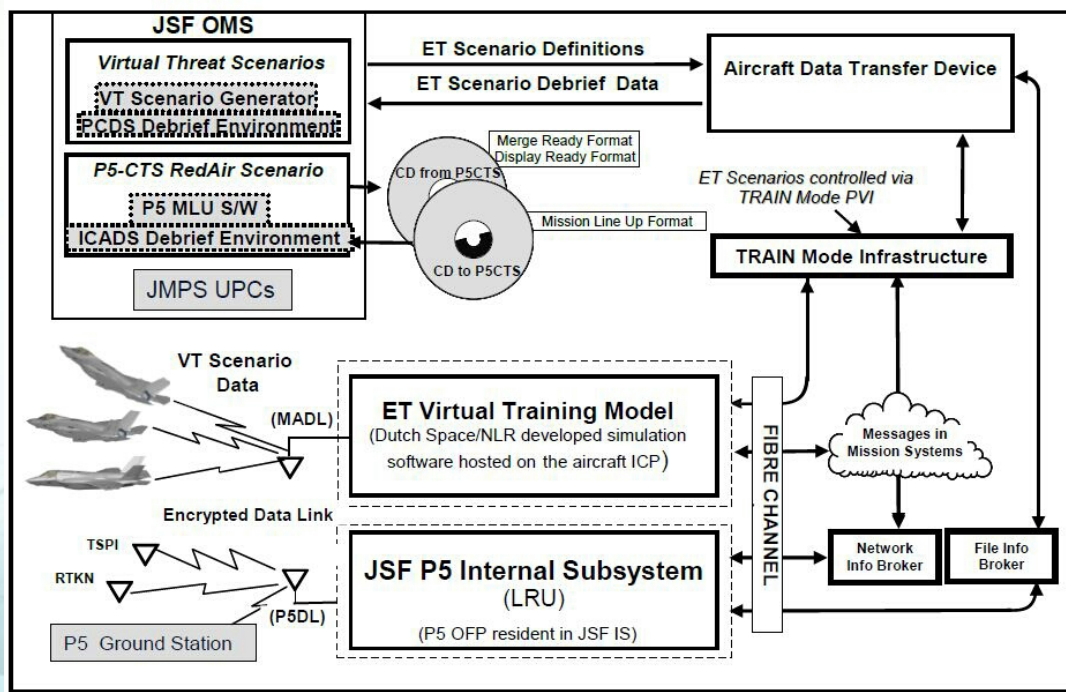 JSF OMS
Virtual Threat Scenarios
VT Scenario Generator
PCDS Debrief Environment
P5-CTS RedAir Scenario
P5 MLU S/W
ICADS Debrief Environment
JMPS UPCs
ET Scenario Definitions
ET Scenario Debrief Data
Merge Ready Format
Display Ready Format
CD from P5CTS
Mission Line Up Format
CD to P5CTS
Aircraft Data Transfer Device
ET Scenarios controlled via
TRAIN Mode PVI
TRAIN Mode Infrastructure
VT Scenario
Data
(MADL)
ET Virtual Training Model
(Dutch Space/NLR developed simulation
software hosted on the aircraft ICP)
FIBRE CHANNEL
Messages in
Mission Systems
Encrypted Data Link
TSPI
RTKN
(P5DL)
P5 Ground Station
JSF P5 Internal Subsystem
(LRU)
(P5 OFP resident in JSF IS)
Network
Info Broker
File Info
Broker